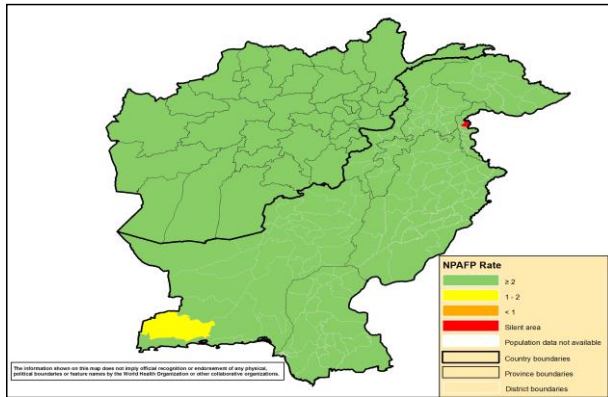 NPAFP Rate
≥ 2
1 - 2
< 1
Silent area
Population data not available
Country boundaries
Province boundaries
District boundaries
The information shown on this map does not imply official recognition or endorsement of any physical,
political boundaries or feature names by the World Health Organization or other collaborative organizations.